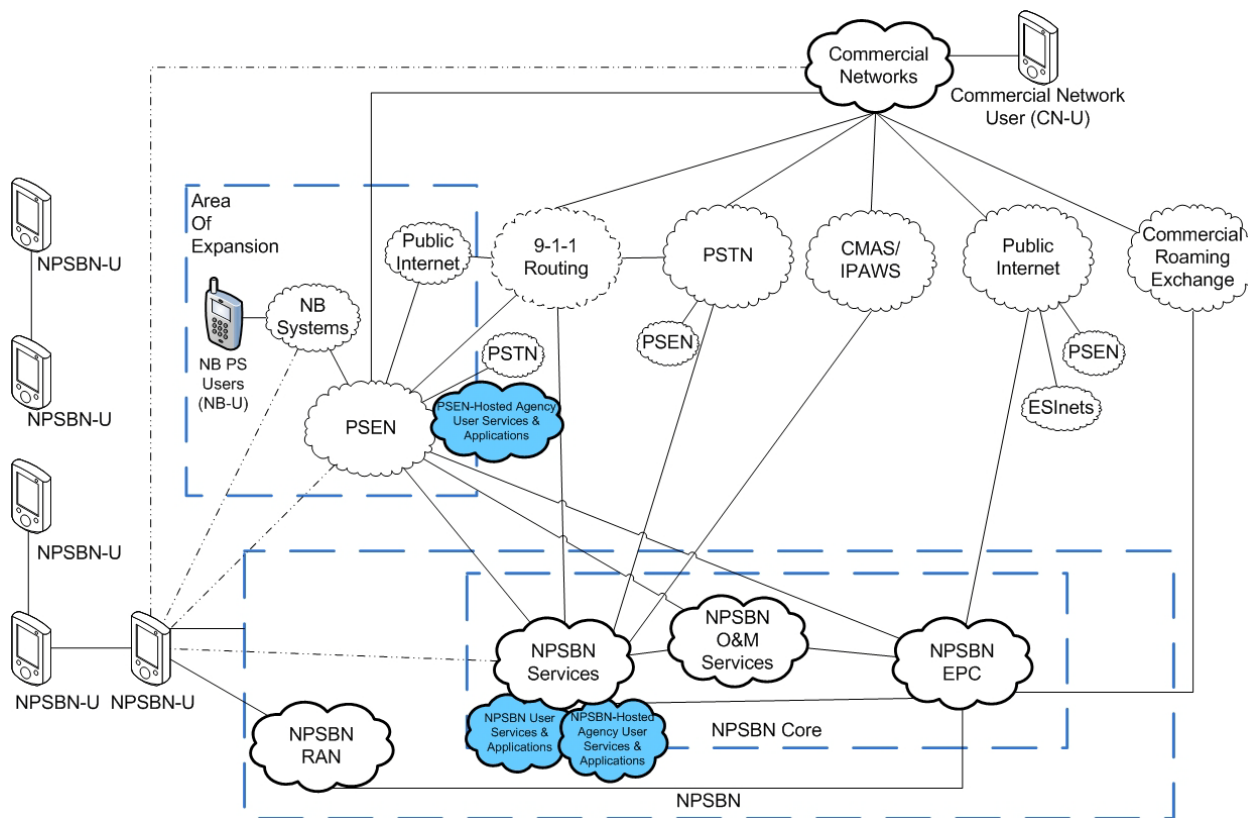 Commercial
Networks
Commercial Network
User (CN-U)
Area
Of
Expansion
NPSBN-U
NPSBN-U
NPSBN-U
NPSBN-U
NPSBN-U
NB PS
Users
(NB-U)
NB
Systems
Public
Internet
9-1-1
Routing
PSTN
CMAS/
IPAWS
Public
Internet
Commercial
Roaming
Exchange
PSEN
PSTN
PSEN
PSEN
ESInets
PSEN-Hosted Agency
User Services &
Applications
NPSBN
Services
NPSBN
O&M
Services
NPSBN
EPC
NPSBN User
Services &
Applications
NPSBN-Hosted
Agency User
Services &
Applications
NPSBN Core
NPSBN
RAN
NPSBN